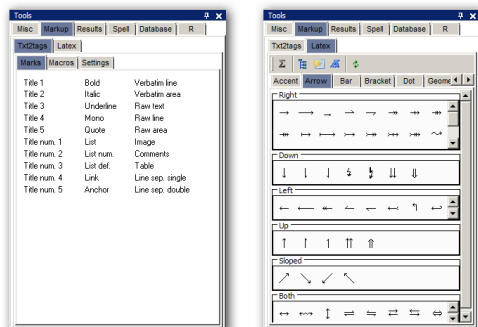 Tools
Misc Markup Results Spell Database R
Txt2tags Latex
Marks Macros Settings
Title 1 Bold Verbatim line
Title 2 Italic Verbatim area
Title 3 Underline Raw text
Title 4 Mono Raw line
Title 5 Quote Raw area
Title num. 1 List Image
Title num. 2 List num. Comments
Title num. 3 List def. Table
Title num. 4 Link Line sep. single
Title num. 5 Anchor Line sep. double
Tools
Misc Markup Results Spell Database R
Txt2tags Latex
Accent Arrow Bar Bracket Dot Geome
Right
Down
Left
Up
Sloped
Both